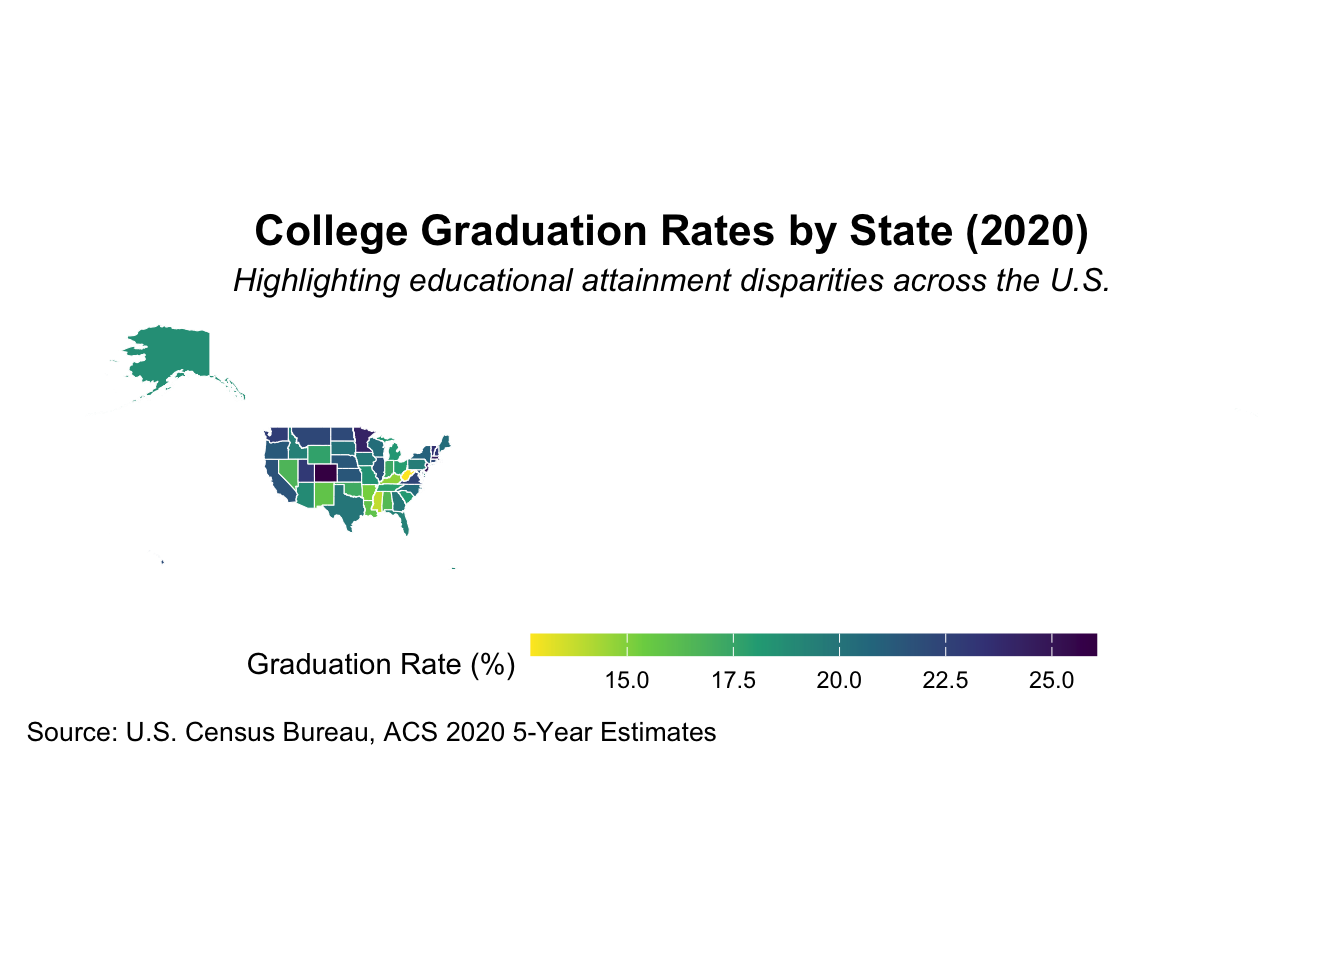 College Graduation Rates by State (2020)
Highlighting educational attainment disparities across the U.S.
Graduation Rate (%)
15.0 17.5 20.0 22.5 25.0
Source: U.S. Census Bureau, ACS 2020 5-Year Estimates